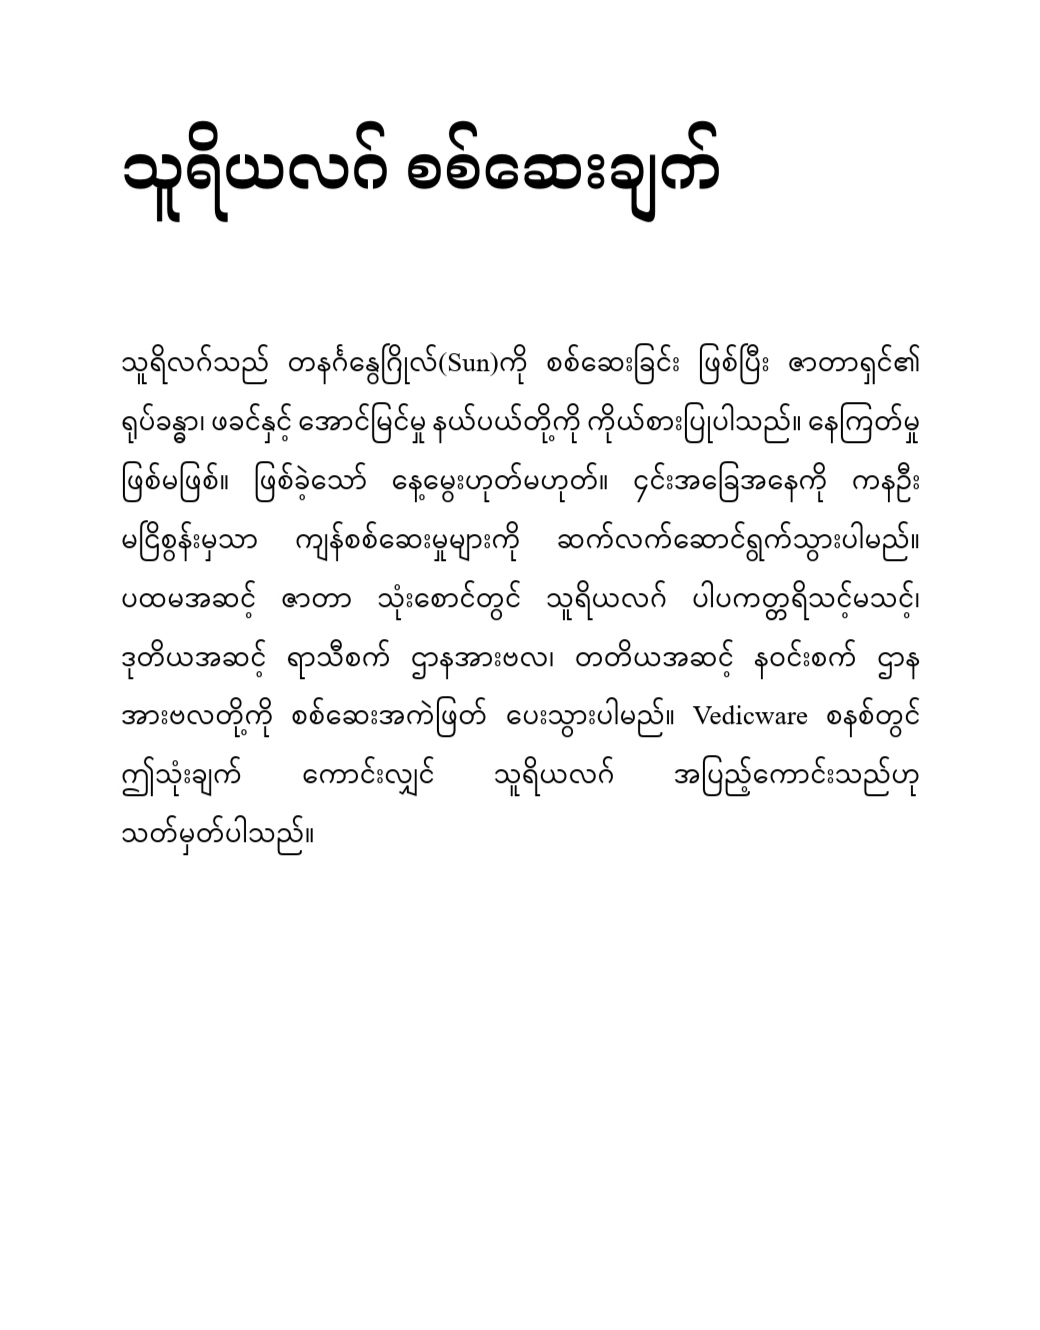 သူရိယလဂ် စစ်ဆေးချက်
သူရိလဂ်သည် တနင်္ဂနွေဂြိုလ်(Sun)ကို စစ်ဆေးခြင်း ဖြစ်ပြီး ဇာတာရှင်၏
ရုပ်ခန္ဓာ၊ ဖခင်နှင့် အောင်မြင်မှု နယ်ပယ်တို့ကို ကိုယ်စားပြုပါသည်။ နေကြတ်မှု
ဖြစ်မဖြစ်။ ဖြစ်ခဲ့သော် နေ့မွေးဟုတ်မဟုတ်။ ၄င်းအခြေအနေကို ကနဦး
မငြိစွန်းမှသာ ကျန်စစ်ဆေးမှုများကို ဆက်လက်ဆောင်ရွက်သွားပါမည်။
ပထမအဆင့် ဇာတာ သုံးစောင်တွင် သူရိယလဂ် ပါပကတ္တရိသင့်မသင့်၊
ဒုတိယအဆင့် ရာသီစက် ဌာနအားဗလ၊ တတိယအဆင့် နဝင်းစက် ဌာန
အားဗလတို့ကို စစ်ဆေးအကဲဖြတ် ပေးသွားပါမည်။ Vedicware စနစ်တွင်
ဤသုံးချက် ကောင်းလျှင် သူရိယလဂ် အပြည့်ကောင်းသည်ဟု
သတ်မှတ်ပါသည်။